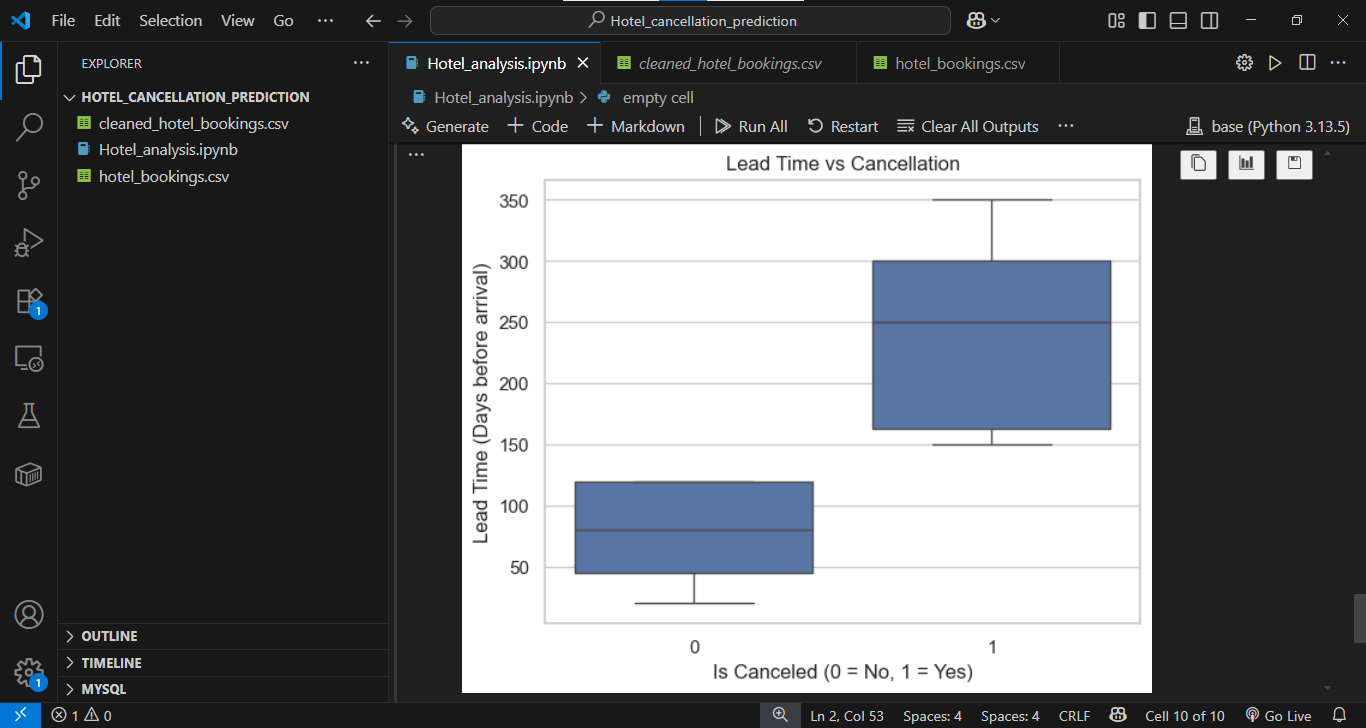 File Edit Selection View Go ··· Hotel_cancellation_prediction
EXPLORER ···
HOTEL_CANCELLATION_PREDICTION
cleaned_hotel_bookings.csv
Hotel_analysis.ipynb
hotel_bookings.csv
OUTLINE
TIMELINE
MYSQL
Hotel_analysis.ipynb cleaned_hotel_bookings.csv hotel_bookings.csv
Hotel_analysis.ipynb > empty cell
Generate + Code + Markdown Run All Restart Clear All Outputs ··· base (Python 3.13.5)
Lead Time vs Cancellation
Lead Time (Days before arrival)
350
300
250
200
150
100
50
0 1
Is Canceled (0 = No, 1 = Yes)
1
1
1 0 Ln 2, Col 53 Spaces: 4 Spaces: 4 CRLF Cell 10 of 10 Go Live